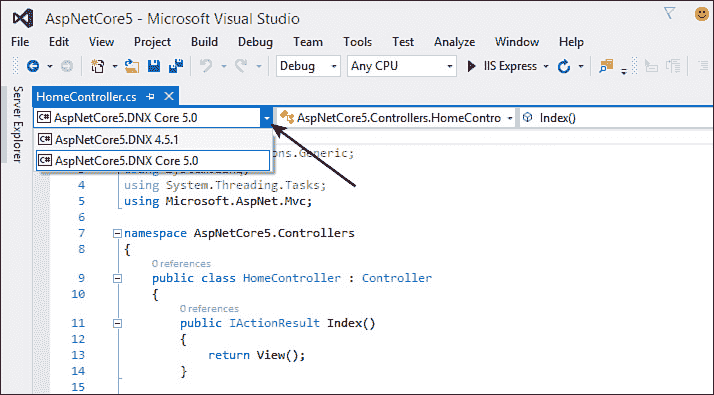 AspNetCore5 - Microsoft Visual Studio
File Edit View Project Build Debug Team Tools Test Analyze Window Help
Debug Any CPU IIS Express
Server Explorer
HomeController.cs
C# AspNetCore5.DNX Core 5.0 AspNetCore5.Controllers.HomeContro Index()
C# AspNetCore5.DNX 4.5.1
C# AspNetCore5.DNX Core 5.0
ons.Generic;
4 using System.Threading.Tasks;
5 using Microsoft.AspNet.Mvc;
6
7 namespace AspNetCore5.Controllers
8 {
0 references
9 public class HomeController : Controller
10 {
0 references
11 public IActionResult Index()
12 {
13 return View();
14 }
15